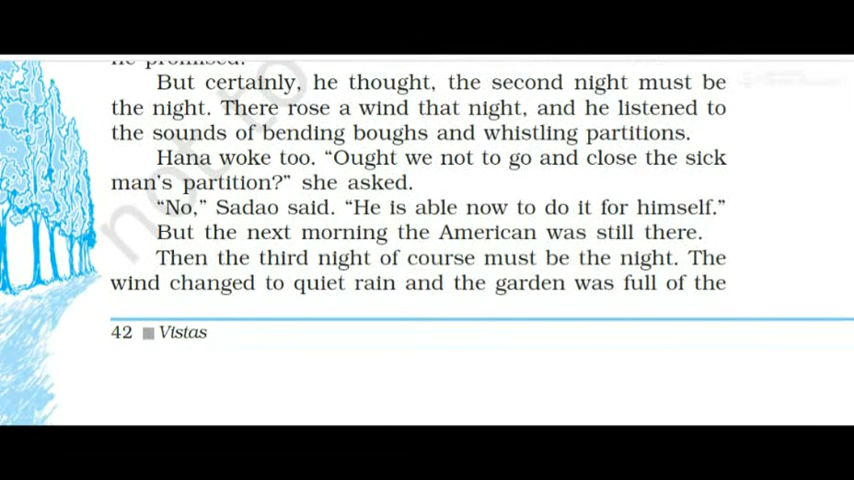 he promised.
But certainly, he thought, the second night must be
the night. There rose a wind that night, and he listened to
the sounds of bending boughs and whistling partitions.
Hana woke too. “Ought we not to go and close the sick
man’s partition?” she asked.
“No,” Sadao said. “He is able now to do it for himself.”
But the next morning the American was still there.
Then the third night of course must be the night. The
wind changed to quiet rain and the garden was full of the
42 ■ Vistas
not to